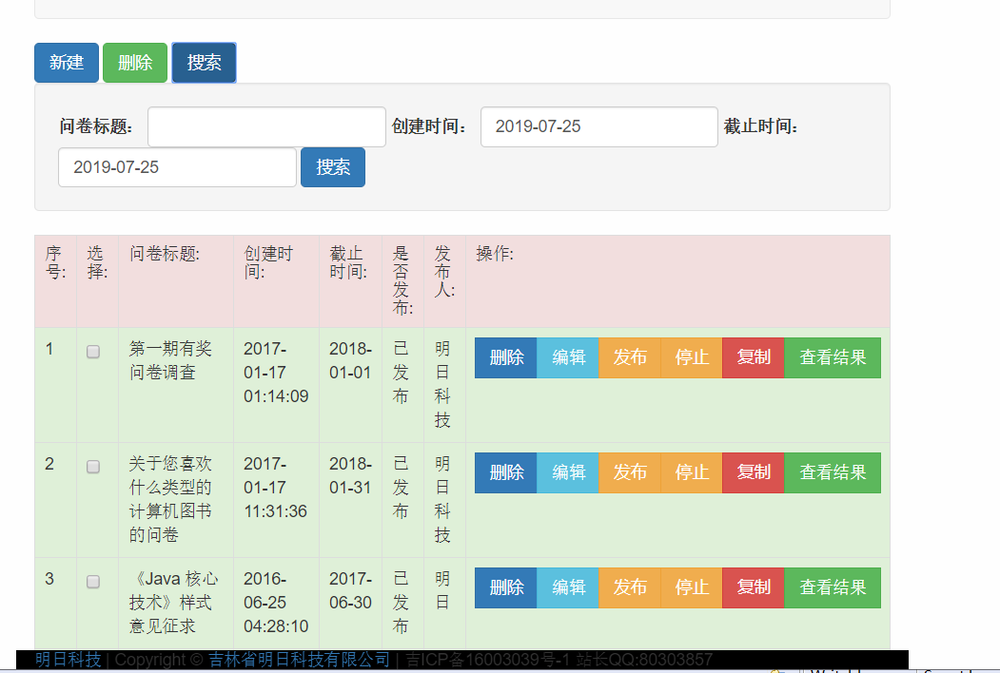 新建 删除 搜索
问卷标题: 创建时间: 2019-07-25 截止时间:
2019-07-25 搜索
序号: 选择: 问卷标题: 创建时间: 截止时间: 是否发布: 发布人: 操作:
1 第一期有奖问卷调查 2017-01-17 01:14:09 2018-01-01 已发布 明日科技 删除 编辑 发布 停止 复制 查看结果
2 关于您喜欢什么类型的计算机图书的问卷 2017-01-17 11:31:36 2018-01-31 已发布 明日科技 删除 编辑 发布 停止 复制 查看结果
3 《Java 核心技术》样式意见征求 2016-06-25 04:28:10 2017-06-30 已发布 明日 删除 编辑 发布 停止 复制 查看结果
明日科技 | Copyright © 吉林省明日科技有限公司 | 吉ICP备16003039号-1 站长QQ:80303857